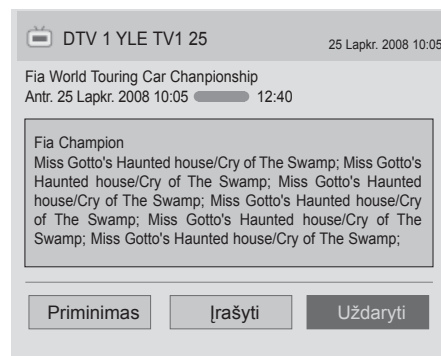 DTV 1 YLE TV1 25
25 Lapkr. 2008 10:05
Fia World Touring Car Chanpionship
Antr. 25 Lapkr. 2008 10:05 12:40
Fia Champion
Miss Gotto's Haunted house/Cry of The Swamp; Miss Gotto's
Haunted house/Cry of The Swamp; Miss Gotto's Haunted
house/Cry of The Swamp; Miss Gotto's Haunted house/Cry
of The Swamp; Miss Gotto's Haunted house/Cry of The
Swamp; Miss Gotto's Haunted house/Cry of The Swamp;
Priminimas
Įrašyti
Uždaryti